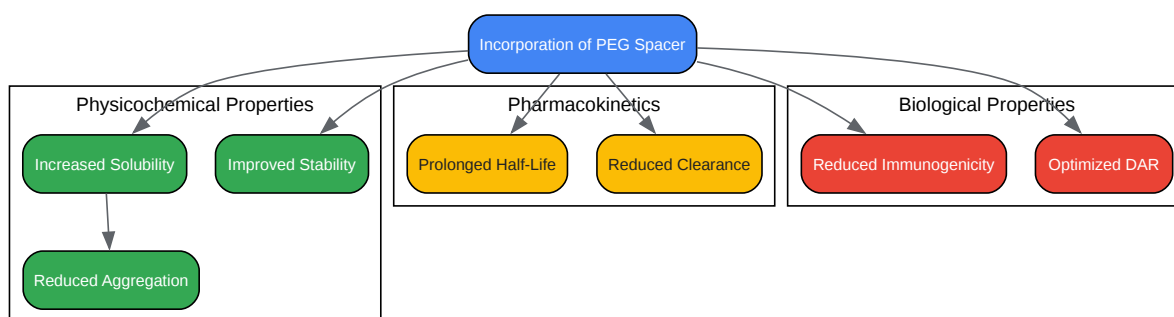 Incorporation of PEG Spacer
Physicochemical Properties
Pharmacokinetics
Biological Properties
Increased Solubility
Improved Stability
Prolonged Half-Life
Reduced Clearance
Reduced Immunogenicity
Optimized DAR
Reduced Aggregation